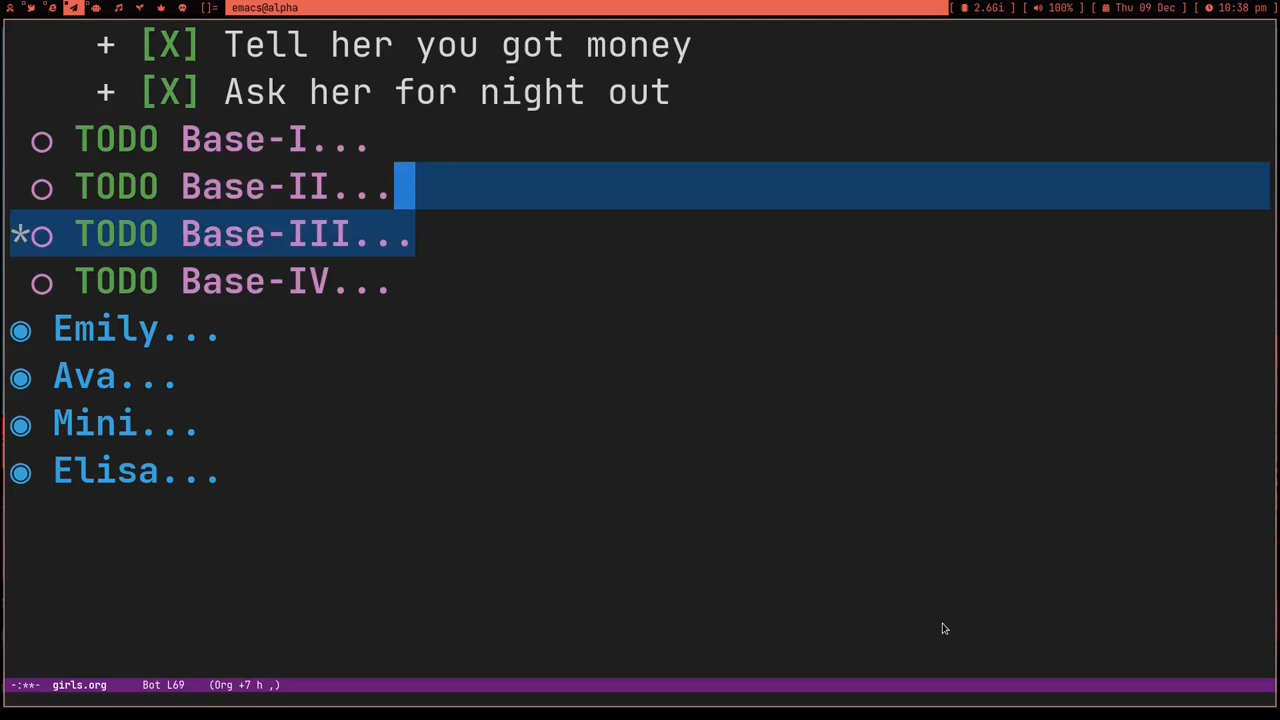 []= emacs@alpha [ 2.6Gi ] [ 100% ] [ Thu 09 Dec ] [ 10:38 pm ]
+ [X] Tell her you got money
+ [X] Ask her for night out
○ TODO Base-I...
○ TODO Base-II...
*○ TODO Base-III...
○ TODO Base-IV...
◉ Emily...
◉ Ava...
◉ Mini...
◉ Elisa...
-:**- girls.org Bot L69 (Org +7 h ,)